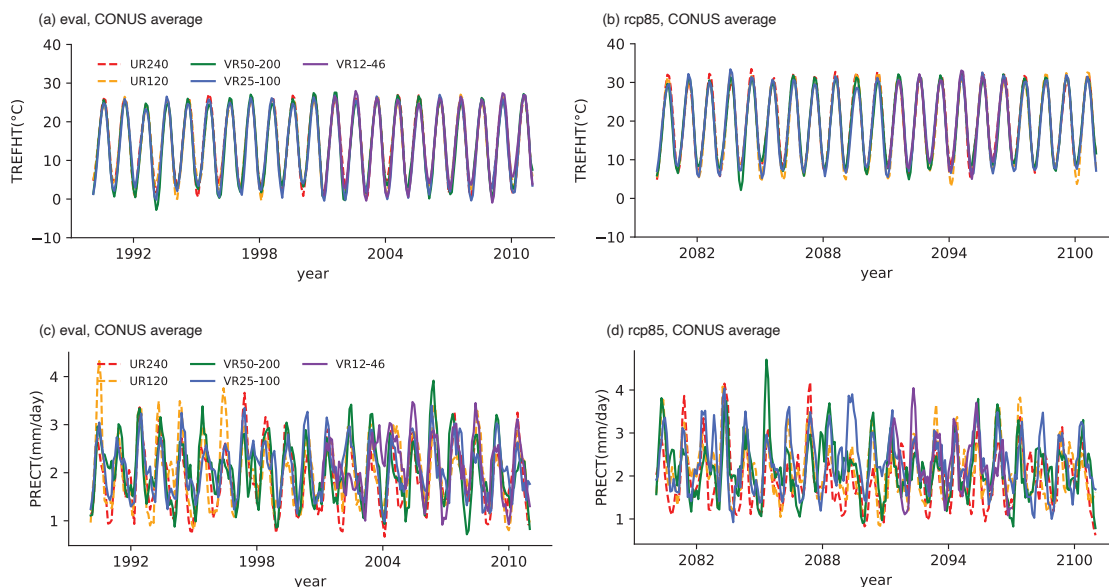 (a) eval, CONUS average
(b) rcp85, CONUS average
40
30
20
10
0
−10
TREFHT(°C)
UR240
UR120
VR50-200
VR25-100
VR12-46
1992
1998
2004
2010
year
40
30
20
10
0
−10
TREFHT(°C)
2082
2088
2094
2100
year
(c) eval, CONUS average
(d) rcp85, CONUS average
4
3
2
1
PRECT(mm/day)
UR240
UR120
VR50-200
VR25-100
VR12-46
1992
1998
2004
2010
year
4
3
2
1
PRECT(mm/day)
2082
2088
2094
2100
year